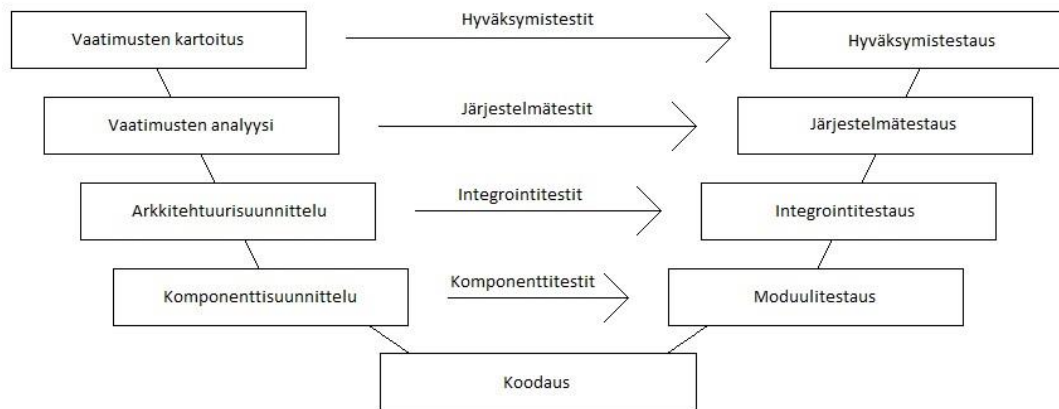 Vaatimusten kartoitus
Hyväksymistestit
Hyväksymistestaus
Vaatimusten analyysi
Järjestelmätestit
Järjestelmätestaus
Arkkitehtuurisuunnittelu
Integrointitestit
Integrointitestaus
Komponenttisuunnittelu
Komponenttitestit
Moduulitestaus
Koodaus